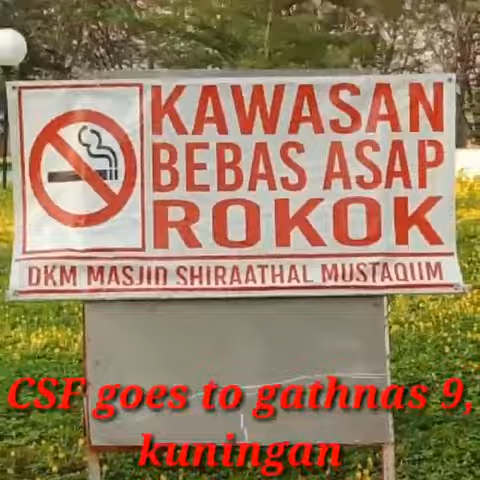 KAWASAN
BEBAS ASAP
ROKOK
DKM MASJID SHIRAATHAL MUSTAQIIM
CSF goes to gathnas 9,
kuningan